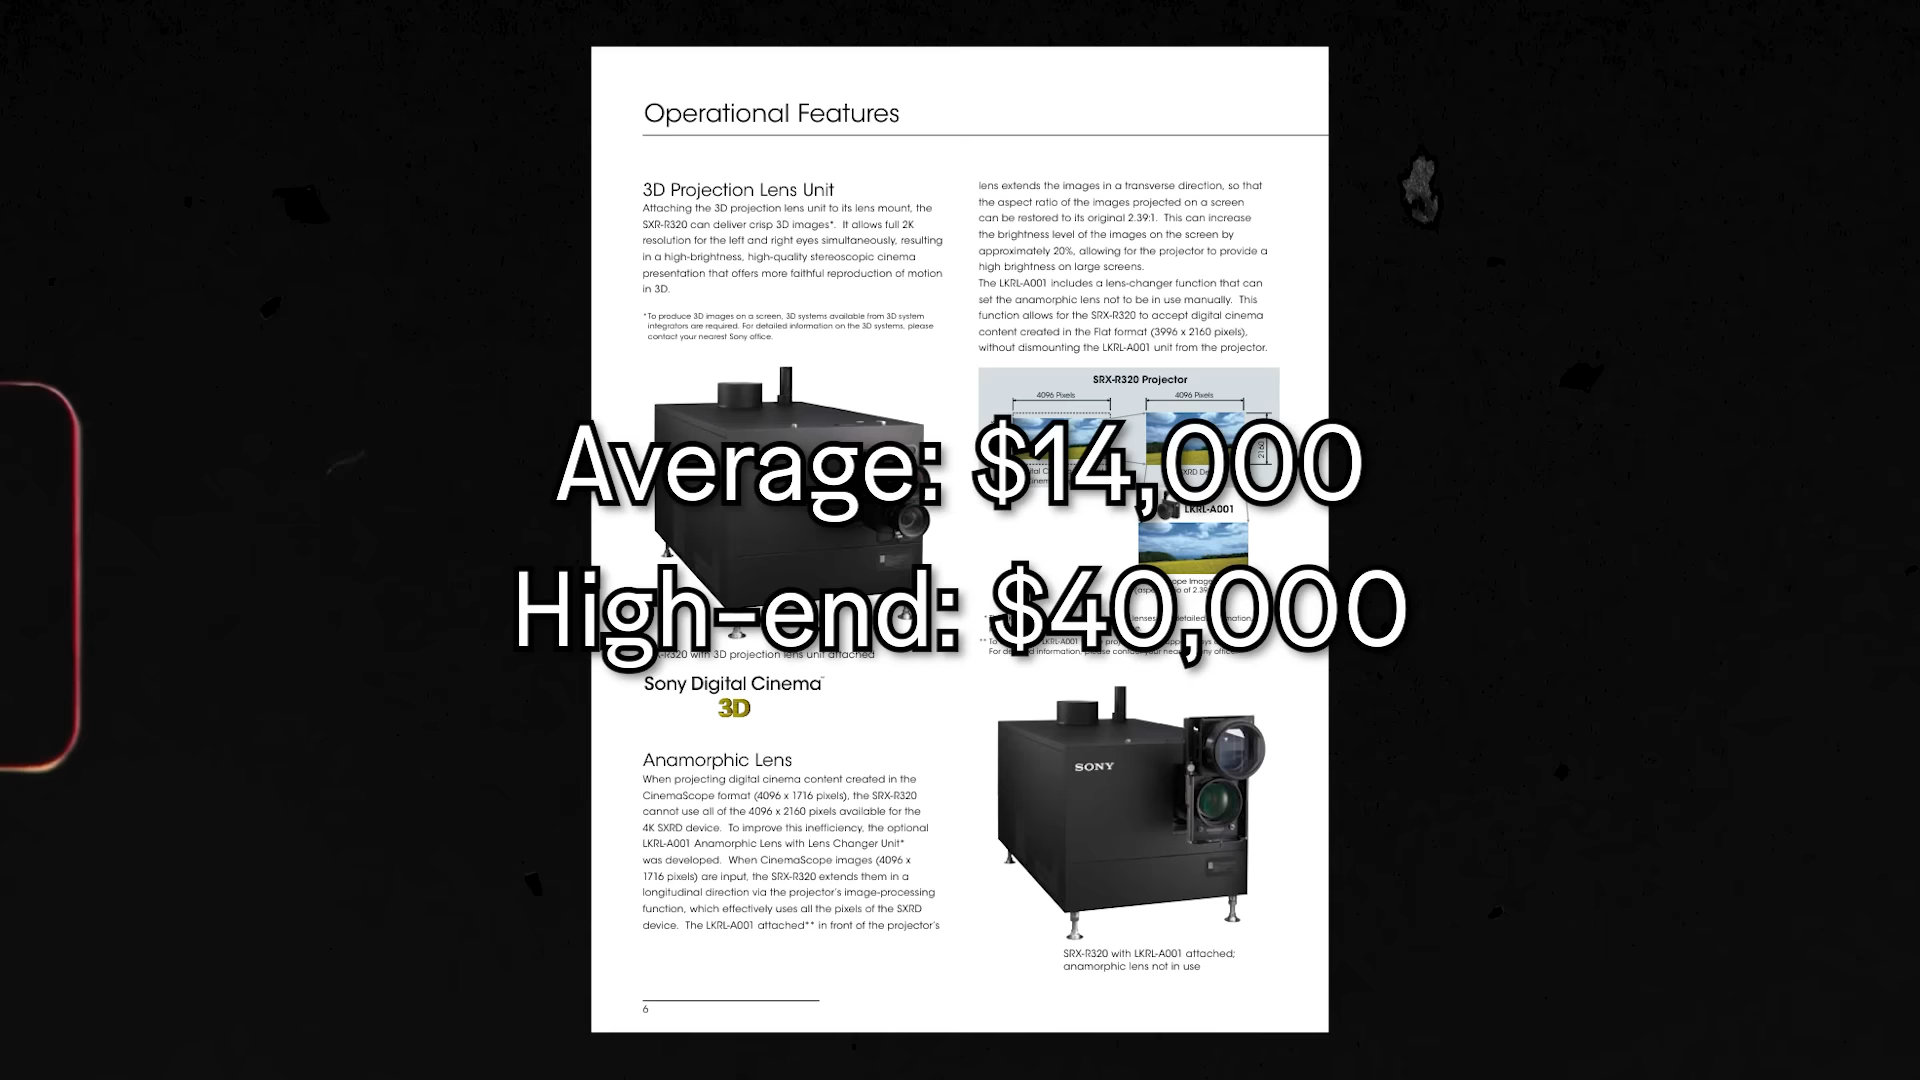 Operational Features
3D Projection Lens Unit
Attaching the 3D projection lens unit to its lens mount, the
SXR-R320 can deliver crisp 3D images*. It allows full 2K
resolution for the left and right eyes simultaneously, resulting
in a high-brightness, high-quality stereoscopic cinema
presentation that offers more faithful reproduction of motion
in 3D.
*To produce 3D images on a screen, 3D systems available from 3D system
integrators are required. For detailed information on the 3D systems, please
contact your nearest Sony office.
R320 with 3D projection lens unit attached
Sony Digital Cinema™
3D
Anamorphic Lens
When projecting digital cinema content created in the
CinemaScope format (4096 x 1716 pixels), the SRX-R320
cannot use all of the 4096 x 2160 pixels available for the
4K SXRD device. To improve this inefficiency, the optional
LKRL-A001 Anamorphic Lens with Lens Changer Unit*
was developed. When CinemaScope images (4096 x
1716 pixels) are input, the SRX-R320 extends them in a
longitudinal direction via the projector's image-processing
function, which effectively uses all the pixels of the SXRD
device. The LKRL-A001 attached** in front of the projector's
lens extends the images in a transverse direction, so that
the aspect ratio of the images projected on a screen
can be restored to its original 2.39:1. This can increase
the brightness level of the images on the screen by
approximately 20%, allowing for the projector to provide a
high brightness on large screens.
The LKRL-A001 includes a lens-changer function that can
set the anamorphic lens not to be in use manually. This
function allows for the SRX-R320 to accept digital cinema
content created in the Flat format (3996 x 2160 pixels),
without dismounting the LKRL-A001 unit from the projector.
SRX-R320 Projector
4096 Pixels 4096 Pixels
2160
LKRL-A001
Average: $14,000
High-end: $40,000
SONY
SRX-R320 with LKRL-A001 attached;
anamorphic lens not in use
6